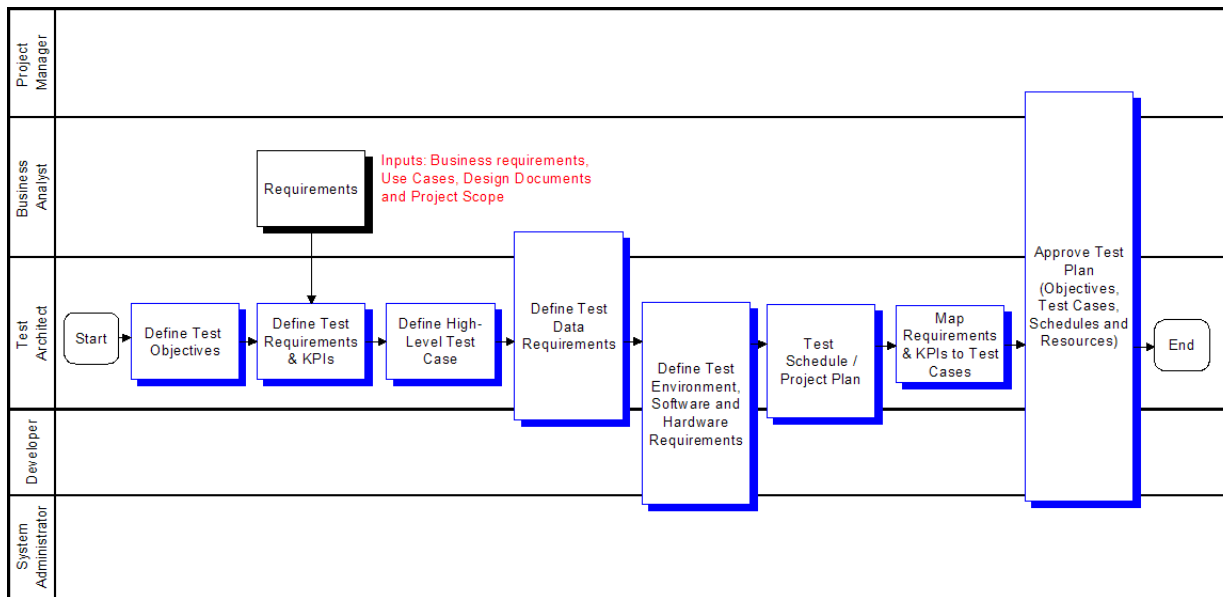 Project
Manager
Business
Analyst
Requirements
Inputs: Business requirements,
Use Cases, Design Documents
and Project Scope
Test
Architect
Start
Define Test
Objectives
Define Test
Requirements
& KPIs
Define High-
Level Test
Case
Define Test
Data
Requirements
Define Test
Environment,
Software and
Hardware
Requirements
Test
Schedule /
Project Plan
Map
Requirements
& KPIs to Test
Cases
Approve Test
Plan
(Objectives,
Test Cases,
Schedules and
Resources)
End
Developer
System
Administrator